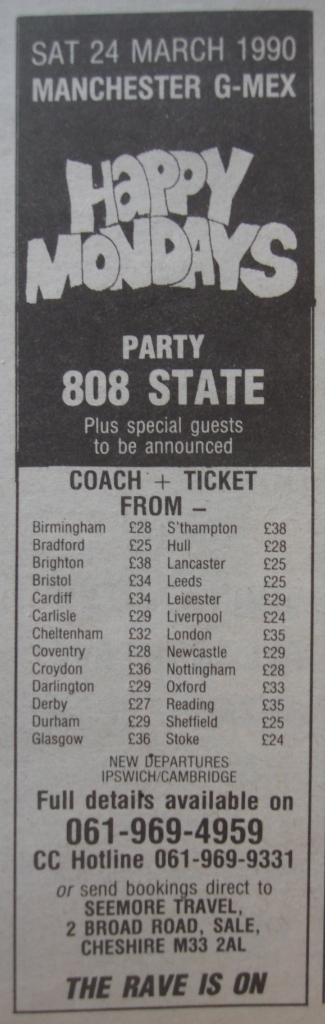 SAT 24 MARCH 1990
MANCHESTER G-MEX
HAPPY
MONDAYS
PARTY
808 STATE
Plus special guests
to be announced
COACH + TICKET
FROM –
Birmingham £28 S'thampton £38
Bradford £25 Hull £28
Brighton £38 Lancaster £25
Bristol £34 Leeds £25
Cardiff £34 Leicester £29
Carlisle £29 Liverpool £24
Cheltenham £32 London £35
Coventry £28 Newcastle £29
Croydon £36 Nottingham £28
Darlington £29 Oxford £33
Derby £27 Reading £35
Durham £29 Sheffield £25
Glasgow £36 Stoke £24
NEW DEPARTURES
IPSWICH/CAMBRIDGE
Full details available on
061-969-4959
CC Hotline 061-969-9331
or send bookings direct to
SEEMORE TRAVEL,
2 BROAD ROAD, SALE,
CHESHIRE M33 2AL
THE RAVE IS ON